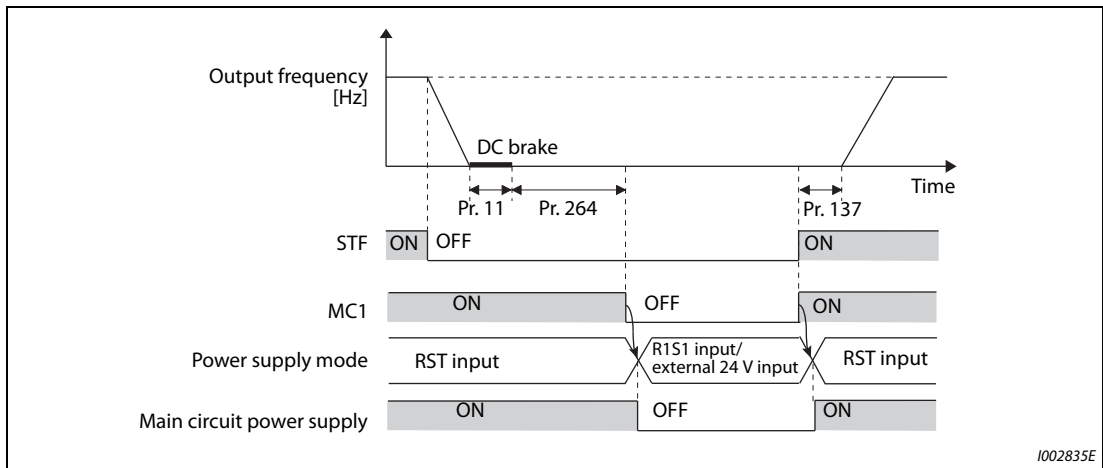 Output frequency
[Hz]
DC brake
Time
Pr. 11
Pr. 264
Pr. 137
STF
ON
OFF
ON
MC1
ON
OFF
ON
Power supply mode
RST input
R1S1 input/
external 24 V input
RST input
Main circuit power supply
ON
OFF
ON
I002835E